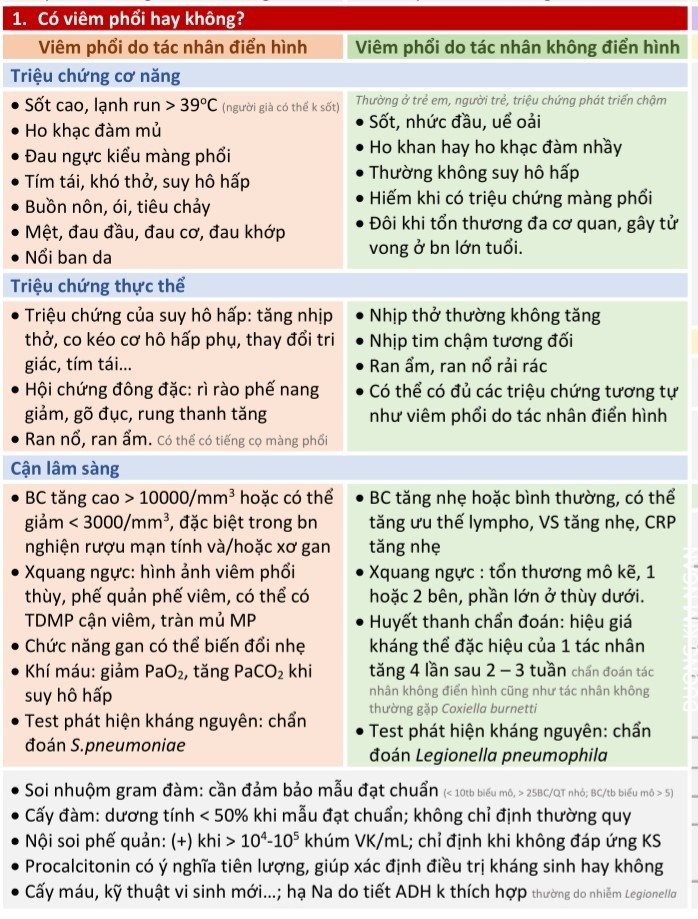 1. Có viêm phổi hay không?
Viêm phổi do tác nhân điển hình
Viêm phổi do tác nhân không điển hình
Triệu chứng cơ năng
• Sốt cao, lạnh run > 39°C (người già có thể k sốt)
• Ho khạc đàm mủ
• Đau ngực kiểu màng phổi
• Tím tái, khó thở, suy hô hấp
• Buồn nôn, ói, tiêu chảy
• Mệt, đau đầu, đau cơ, đau khớp
• Nổi ban da
Thường ở trẻ em, người trẻ, triệu chứng phát triển chậm
• Sốt, nhức đầu, uể oải
• Ho khan hay ho khạc đàm nhầy
• Thường không suy hô hấp
• Hiếm khi có triệu chứng màng phổi
• Đôi khi tổn thương đa cơ quan, gây tử
vong ở bn lớn tuổi.
Triệu chứng thực thể
• Triệu chứng của suy hô hấp: tăng nhịp
thở, co kéo cơ hô hấp phụ, thay đổi tri
giác, tím tái...
• Hội chứng đông đặc: rì rào phế nang
giảm, gõ đục, rung thanh tăng
• Ran nổ, ran ẩm. Có thể có tiếng cọ màng phổi
• Nhịp thở thường không tăng
• Nhịp tim chậm tương đối
• Ran ẩm, ran nổ rải rác
• Có thể có đủ các triệu chứng tương tự
như viêm phổi do tác nhân điển hình
Cận lâm sàng
• BC tăng cao > 10000/mm³ hoặc có thể
giảm < 3000/mm³, đặc biệt trong bn
nghiện rượu mạn tính và/hoặc xơ gan
• Xquang ngực: hình ảnh viêm phổi
thùy, phế quản phế viêm, có thể có
TDMP cận viêm, tràn mủ MP
• Chức năng gan có thể biến đổi nhẹ
• Khí máu: giảm PaO₂, tăng PaCO₂ khi
suy hô hấp
• Test phát hiện kháng nguyên: chẩn
đoán S.pneumoniae
• BC tăng nhẹ hoặc bình thường, có thể
tăng ưu thế lympho, VS tăng nhẹ, CRP
tăng nhẹ
• Xquang ngực : tổn thương mô kẽ, 1
hoặc 2 bên, phần lớn ở thùy dưới.
• Huyết thanh chẩn đoán: hiệu giá
kháng thể đặc hiệu của 1 tác nhân
tăng 4 lần sau 2 – 3 tuần chẩn đoán tác
nhân không điển hình cũng như tác nhân không
thường gặp Coxiella burnetti
• Test phát hiện kháng nguyên: chẩn
đoán Legionella pneumophila
• Soi nhuộm gram đàm: cần đảm bảo mẫu đạt chuẩn (< 10tb biểu mô, > 25BC/QT nhỏ; BC/tb biểu mô > 5)
• Cấy đàm: dương tính < 50% khi mẫu đạt chuẩn; không chỉ định thường quy
• Nội soi phế quản: (+) khi > 10⁴-10⁵ khúm VK/mL; chỉ định khi không đáp ứng KS
• Procalcitonin có ý nghĩa tiên lượng, giúp xác định điều trị kháng sinh hay không
• Cấy máu, kỹ thuật vi sinh mới...; hạ Na do tiết ADH k thích hợp thường do nhiễm Legionella